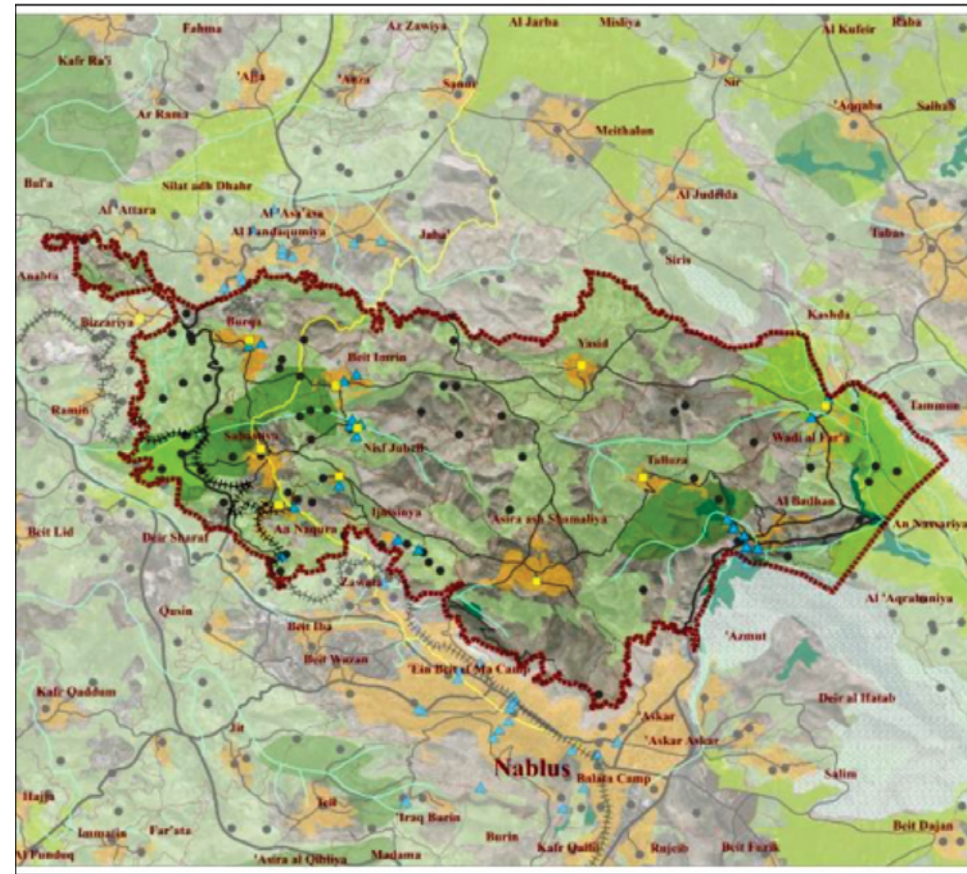 Fahma
Az Zawiya
Al Jarba
Misliya
Al Kufeir
Raba
Kafr Ra'i
'Ajja
'Anza
Sanur
Sir
Ar Rama
Meithalun
'Aqqaba
Salhab
Bul'a
Silat adh Dhahr
Al Judeida
Al 'Attara
Al 'Asa'asa
Al Fandaqumiya
Jaba'
Tubas
Siris
Anabta
Kashda
Bizzariya
Burqa
Beit Imrin
Yasid
Ramin
Tammun
Sabastiya
Nisf Jubeil
Wadi al Far'a
Talluza
Ijnisinya
Al Badhan
An Naqura
'Asira ash Shamaliya
An Nassariya
Beit Lid
Deir Sharaf
Zawata
Al 'Aqrabaniya
Qusin
Beit Iba
'Azmut
Beit Wazan
'Ein Beit el Ma Camp
Kafr Qaddum
Deir al Hatab
'Askar
Jit
'Askar Askar
Nablus
Balata Camp
Salim
Hajja
Tell
'Iraq Burin
Immatin
Far'ata
Burin
Beit Dajan
Al Funduq
'Asira al Qibliya
Madama
Kafr Qallil
Rujeib
Beit Furik